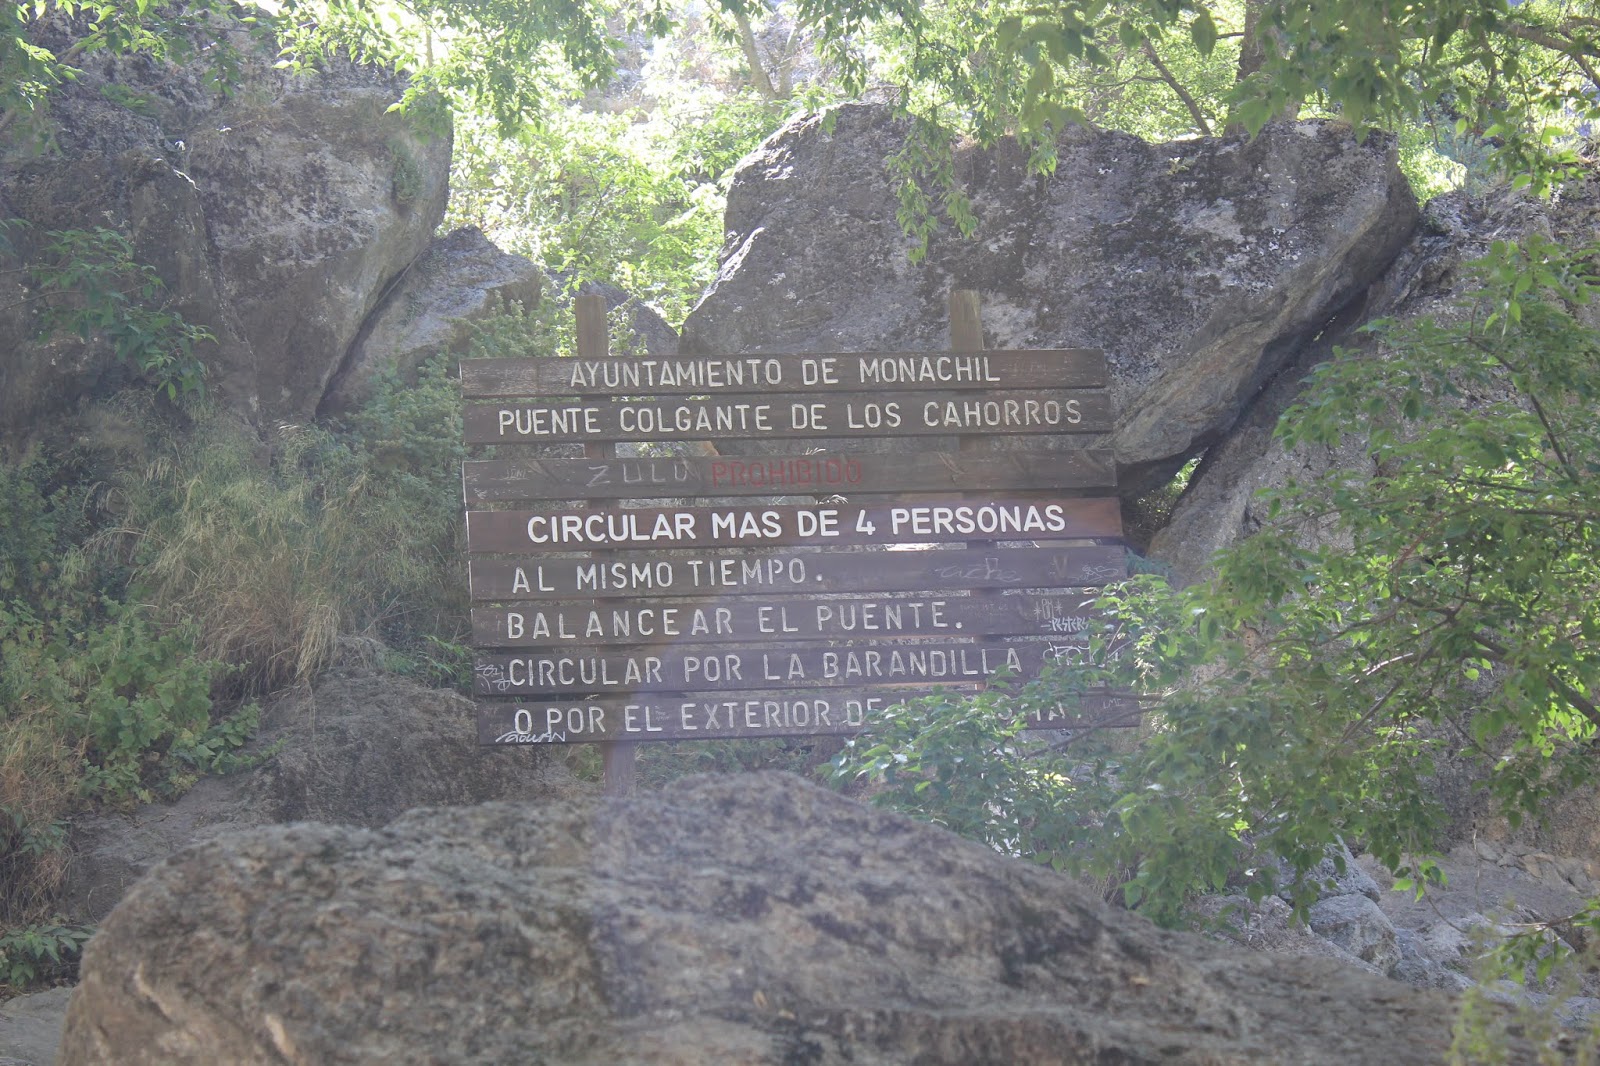 AYUNTAMIENTO DE MONACHIL
PUENTE COLGANTE DE LOS CAHORROS
ZULU PROHIBIDO
CIRCULAR MAS DE 4 PERSONAS
AL MISMO TIEMPO.
BALANCEAR EL PUENTE.
CIRCULAR POR LA BARANDILLA
O POR EL EXTERIOR DE